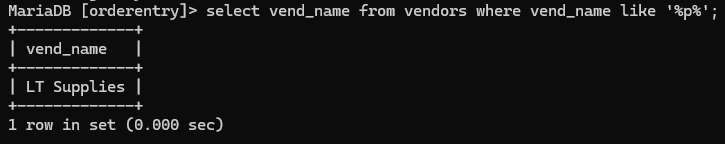 MariaDB [orderentry]> select vend_name from vendors where vend_name like '%p%';
+-------------+
| vend_name   |
+-------------+
| LT Supplies |
+-------------+
1 row in set (0.000 sec)